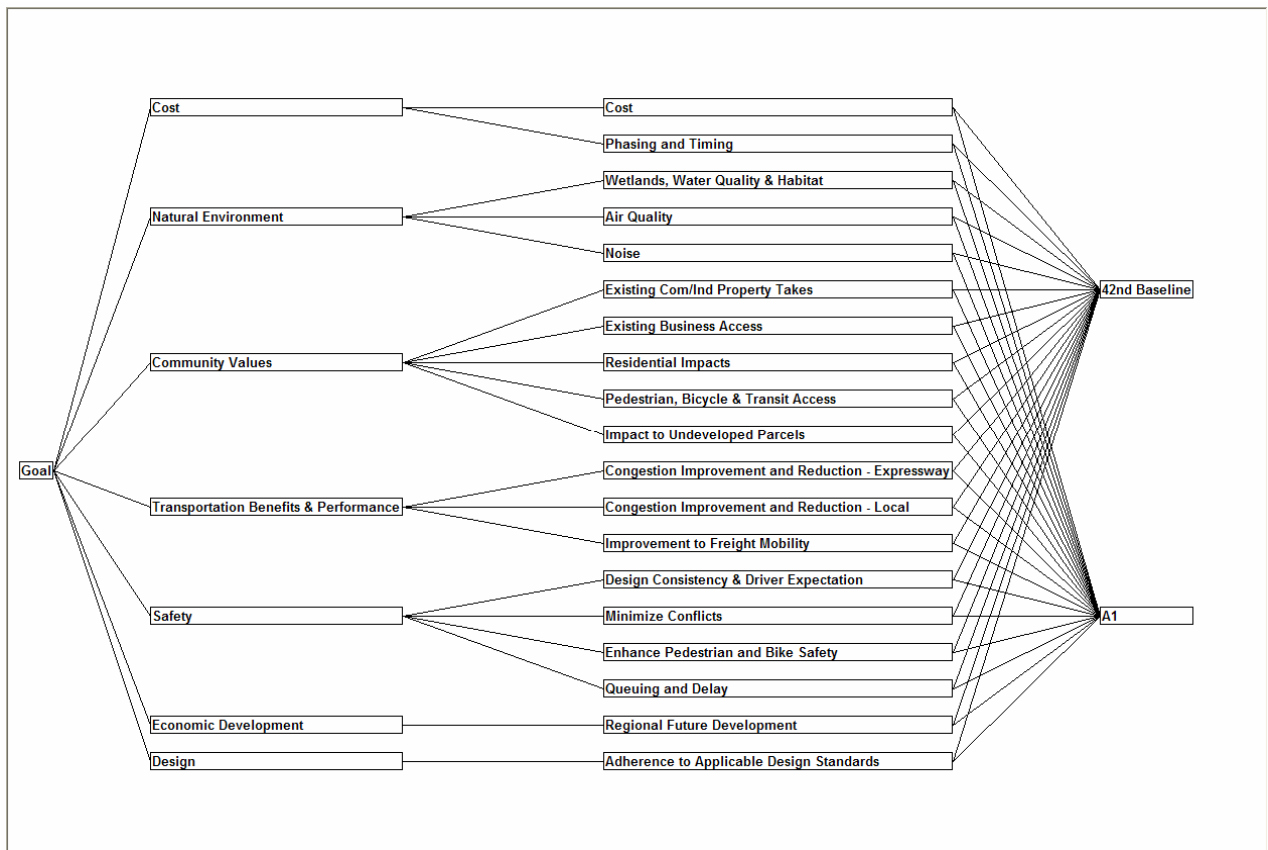 Goal
Cost
Natural Environment
Community Values
Transportation Benefits & Performance
Safety
Economic Development
Design
Cost
Phasing and Timing
Wetlands, Water Quality & Habitat
Air Quality
Noise
Existing Com/Ind Property Takes
Existing Business Access
Residential Impacts
Pedestrian, Bicycle & Transit Access
Impact to Undeveloped Parcels
Congestion Improvement and Reduction - Expressway
Congestion Improvement and Reduction - Local
Improvement to Freight Mobility
Design Consistency & Driver Expectation
Minimize Conflicts
Enhance Pedestrian and Bike Safety
Queuing and Delay
Regional Future Development
Adherence to Applicable Design Standards
42nd Baseline
A1